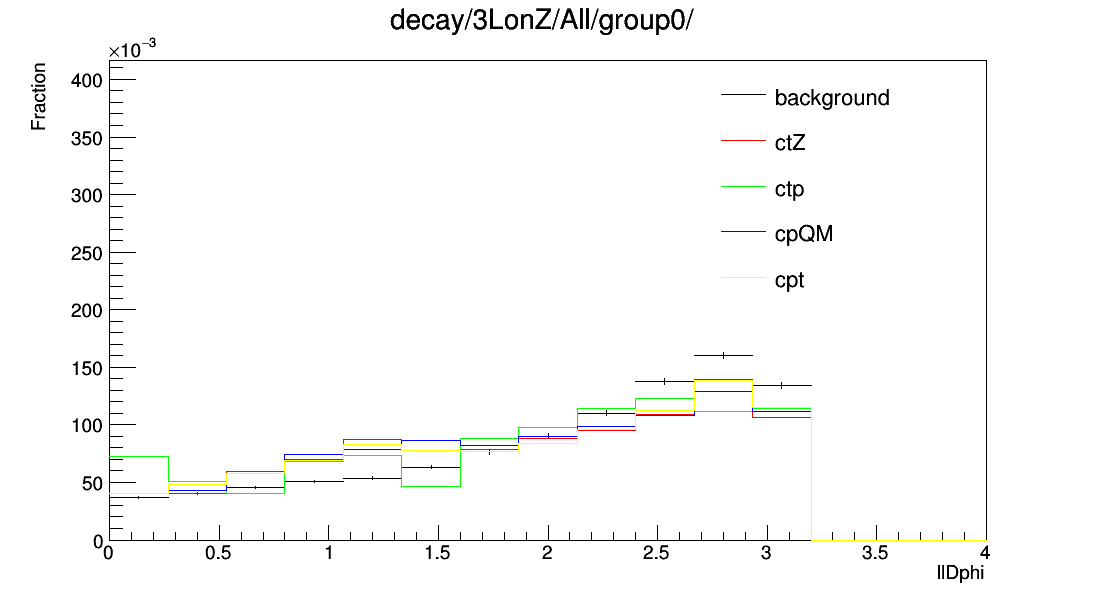 decay/3LonZ/All/group0/
×10⁻³
Fraction
400
350
300
250
200
150
100
50
0
background
ctZ
ctp
cpQM
cpt
0 0.5 1 1.5 2 2.5 3 3.5 4
llDphi